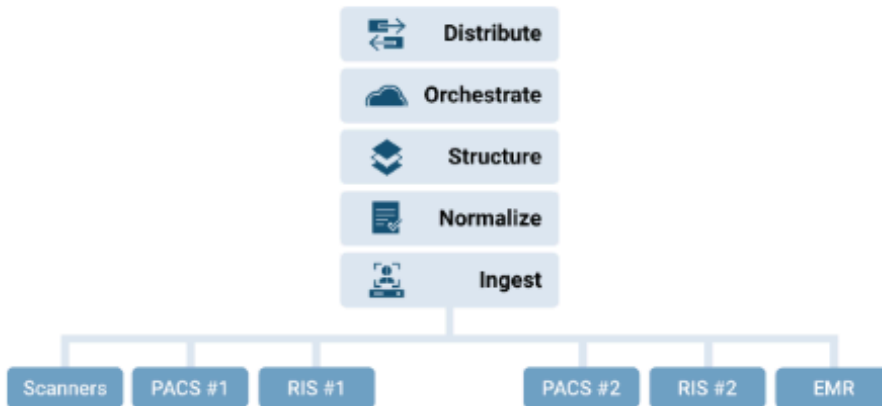 Distribute
Orchestrate
Structure
Normalize
Ingest
Scanners PACS #1 RIS #1 PACS #2 RIS #2 EMR